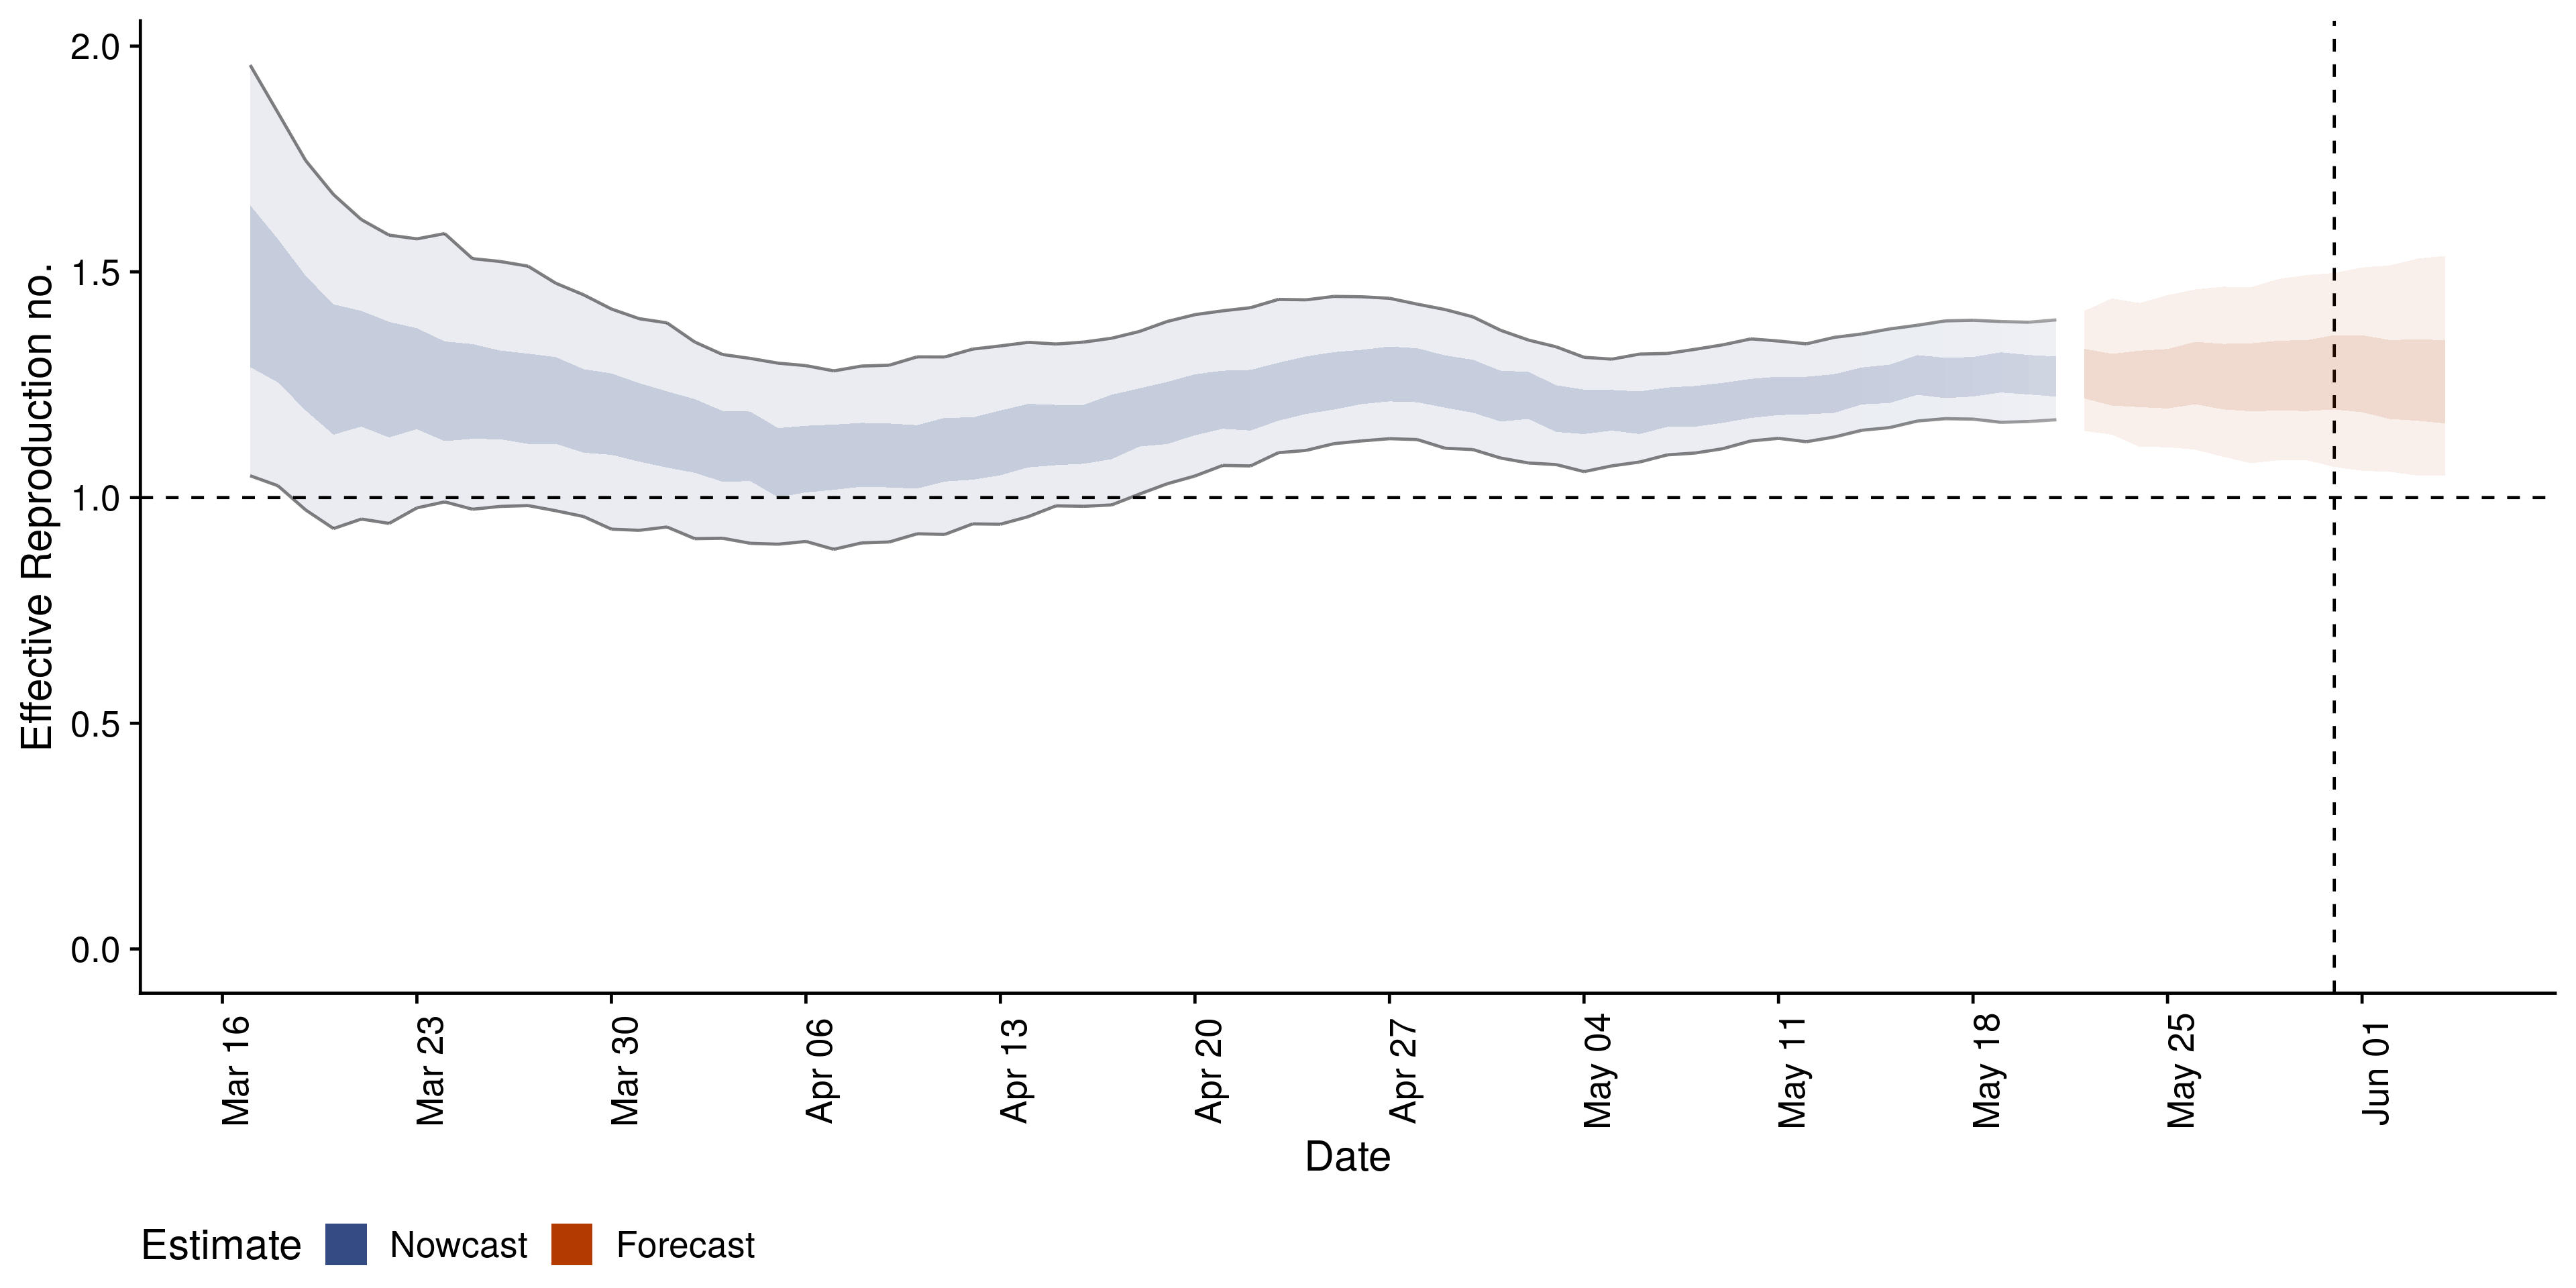 Effective Reproduction no.
2.0
1.5
1.0
0.5
0.0
Mar 16
Mar 23
Mar 30
Apr 06
Apr 13
Apr 20
Apr 27
May 04
May 11
May 18
May 25
Jun 01
Date
Estimate Nowcast Forecast